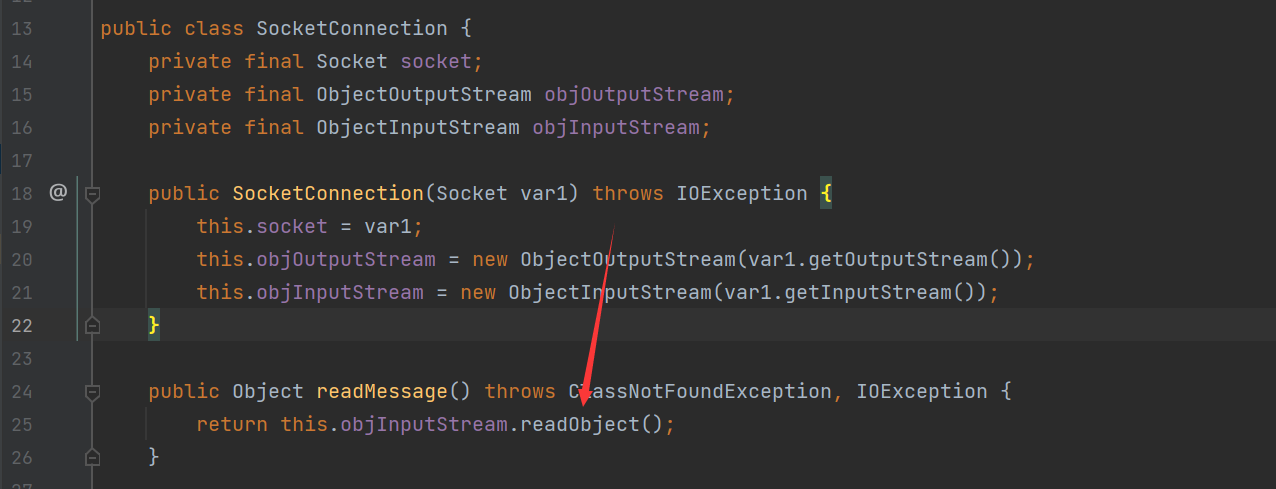 13 public class SocketConnection {
14 private final Socket socket;
15 private final ObjectOutputStream objOutputStream;
16 private final ObjectInputStream objInputStream;
17
18 @ public SocketConnection(Socket var1) throws IOException {
19 this.socket = var1;
20 this.objOutputStream = new ObjectOutputStream(var1.getOutputStream());
21 this.objInputStream = new ObjectInputStream(var1.getInputStream());
22 }
23
24 public Object readMessage() throws ClassNotFoundException, IOException {
25 return this.objInputStream.readObject();
26 }